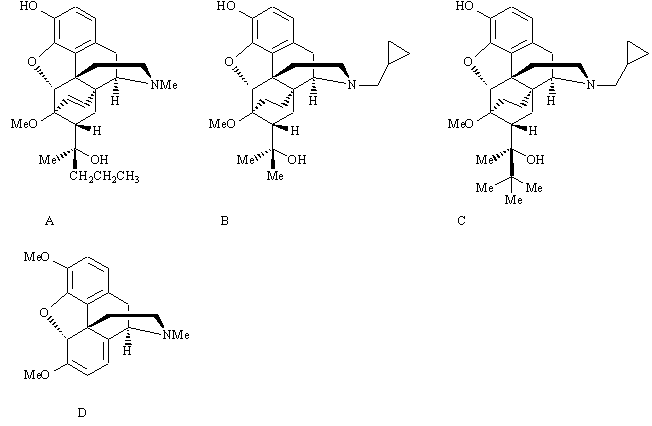 HO HO HO
O O O
NMe N N
H H H
MeO MeO MeO
H H H
Me OH Me OH Me OH
CH2CH2CH3 Me Me Me
Me
A B C
MeO
O
NMe
H
MeO
D